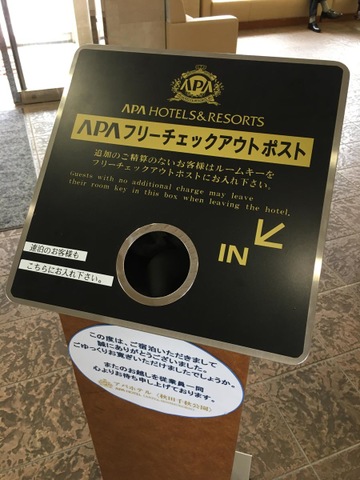 APA
APA HOTELS&RESORTS
APAフリーチェックアウトポスト
追加のご精算のないお客様はルームキーを
フリーチェックアウトポストにお入れ下さい。
Guests with no additional charge may leave
their room key in this box when leaving the hotel.
IN
連泊のお客様も
こちらにお入れ下さい。
この度は、ご宿泊いただきまして
誠にありがとうございました。
ごゆっくりお寛ぎいただけましたでしょうか。
またのお越しを従業員一同
心よりお待ち申し上げております。
アパホテル〈秋田千秋公園〉